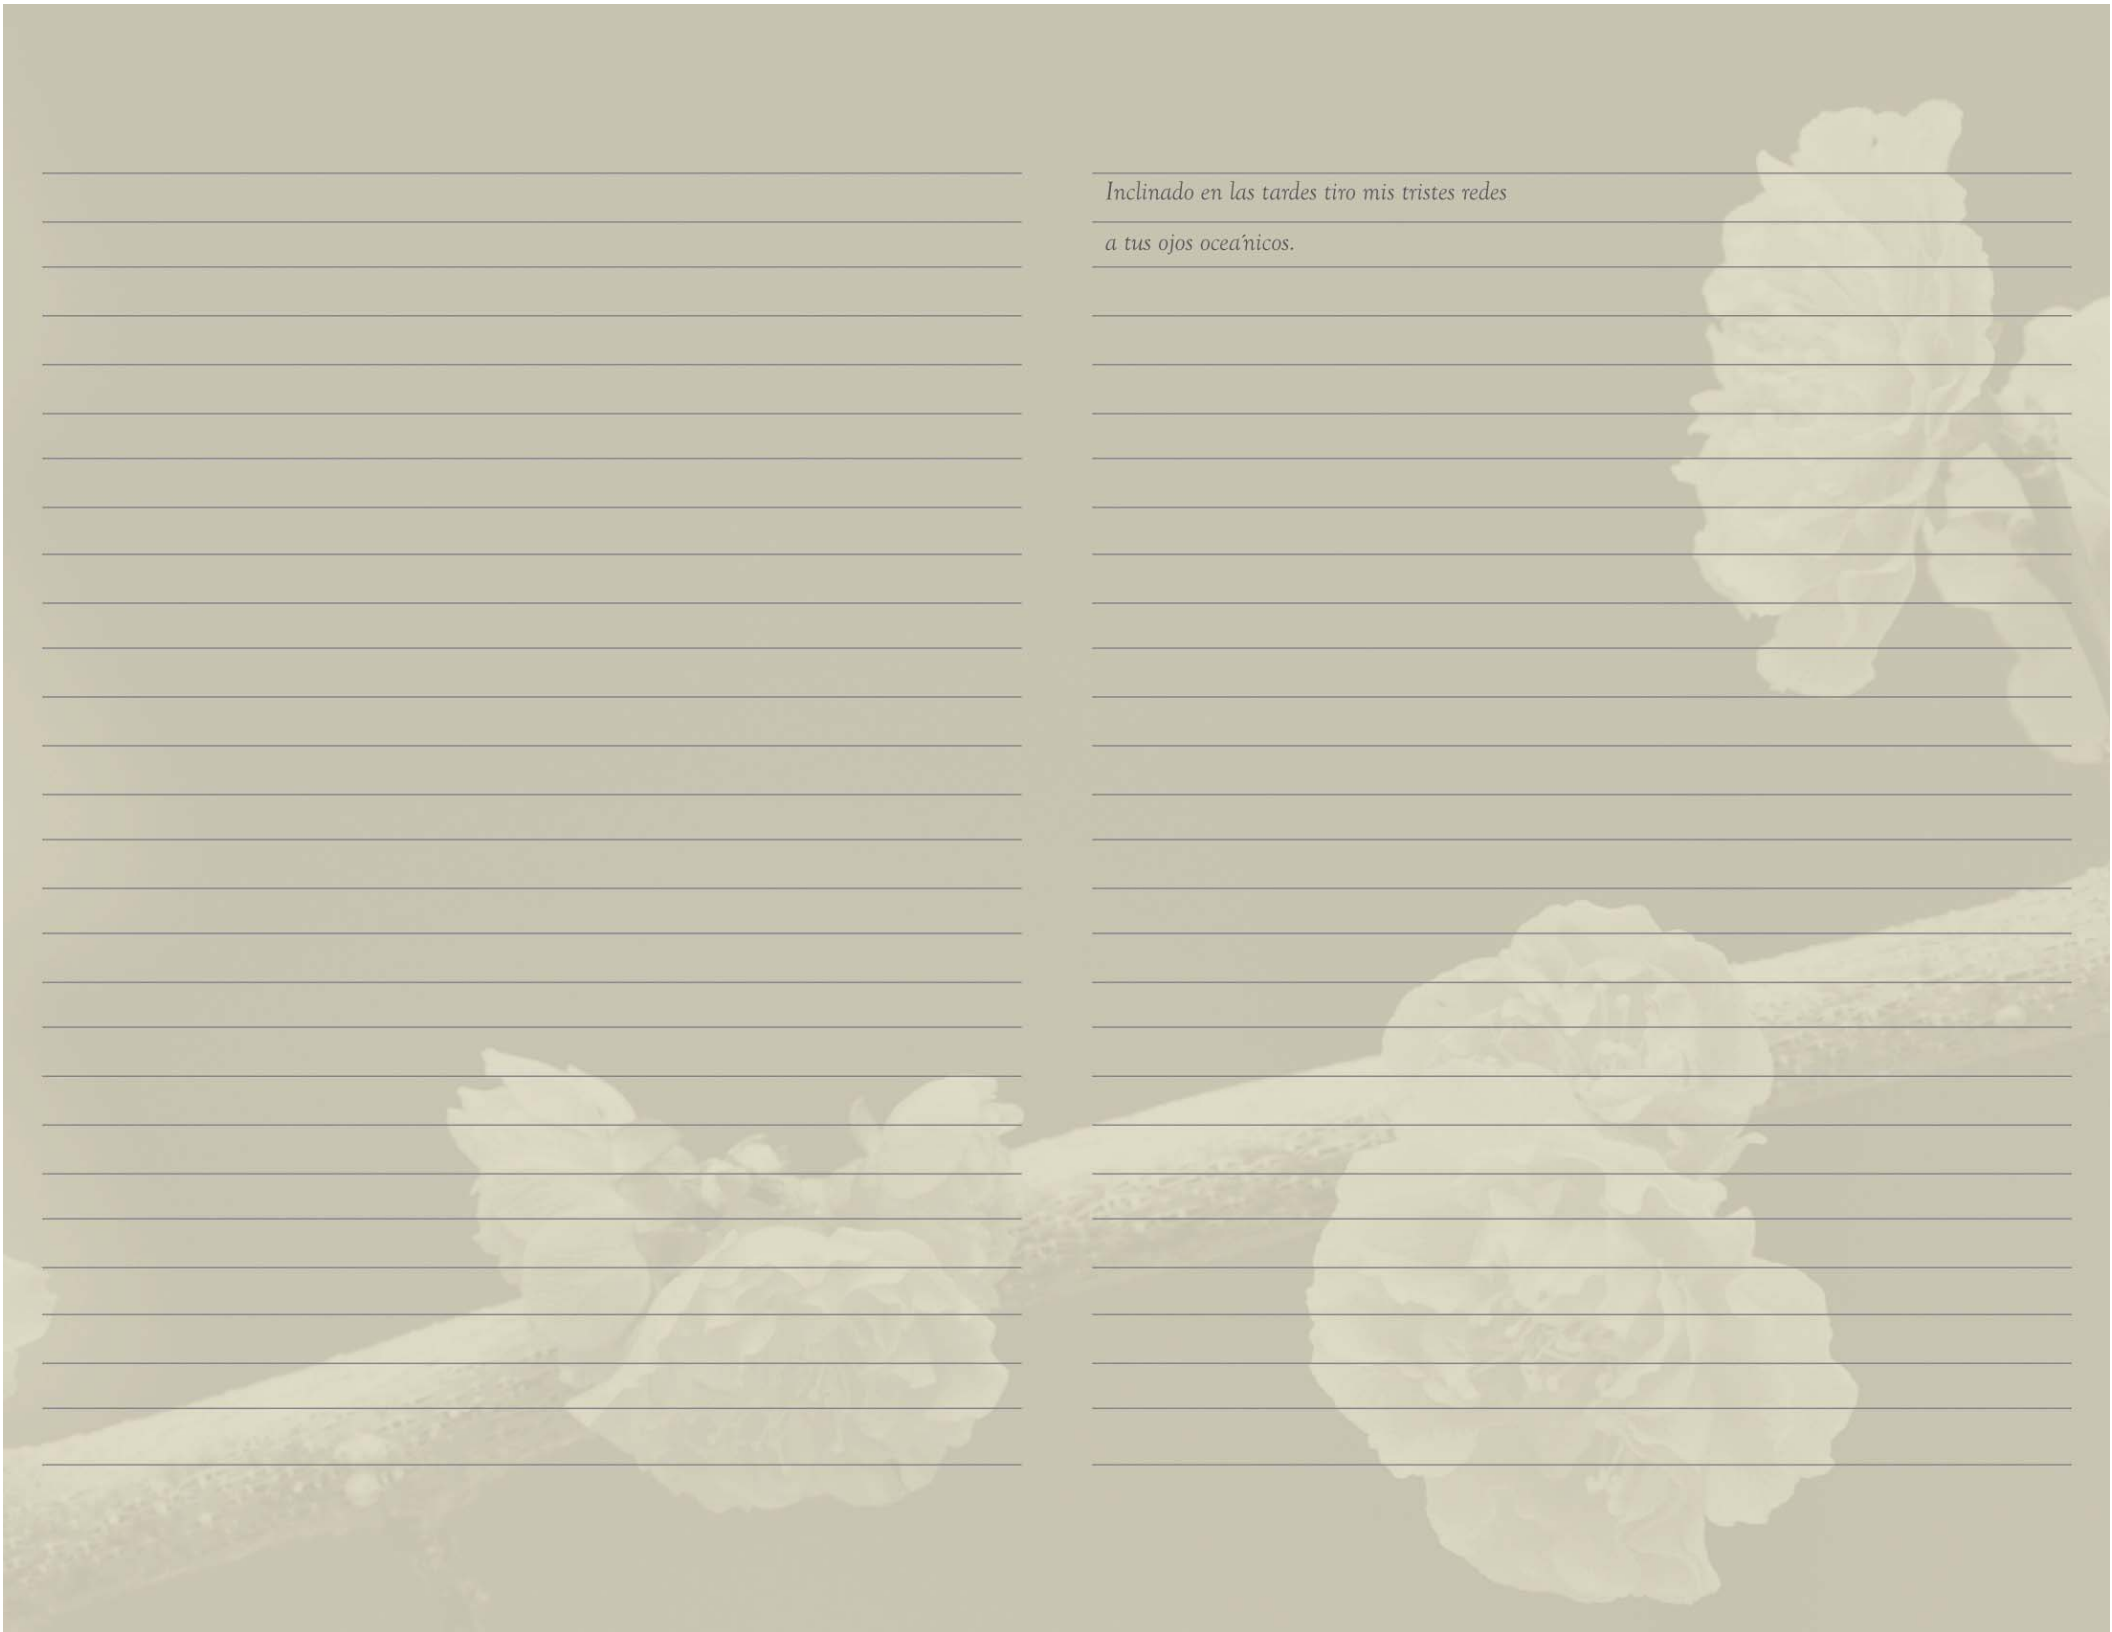 Inclinado en las tardes tiro mis tristes redes
a tus ojos oceánicos.